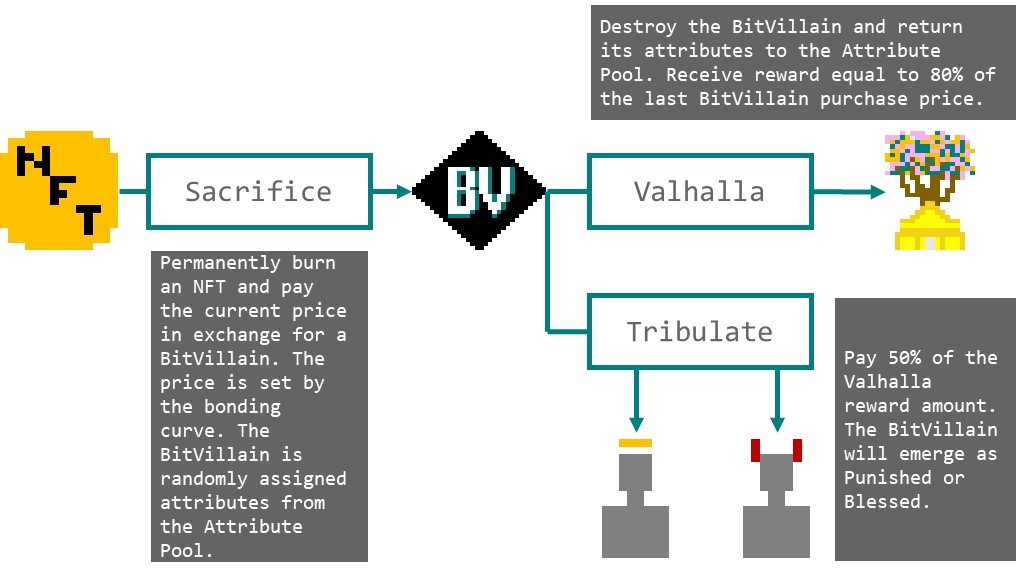 Destroy the BitVillain and return
its attributes to the Attribute
Pool. Receive reward equal to 80% of
the last BitVillain purchase price.
NFT
Sacrifice
BV
Valhalla
Permanently burn
an NFT and pay
the current price
in exchange for a
BitVillain. The
price is set by
the bonding
curve. The
BitVillain is
randomly assigned
attributes from
the Attribute
Pool.
Tribulate
Pay 50% of the
Valhalla
reward amount.
The BitVillain
will emerge as
Punished or
Blessed.